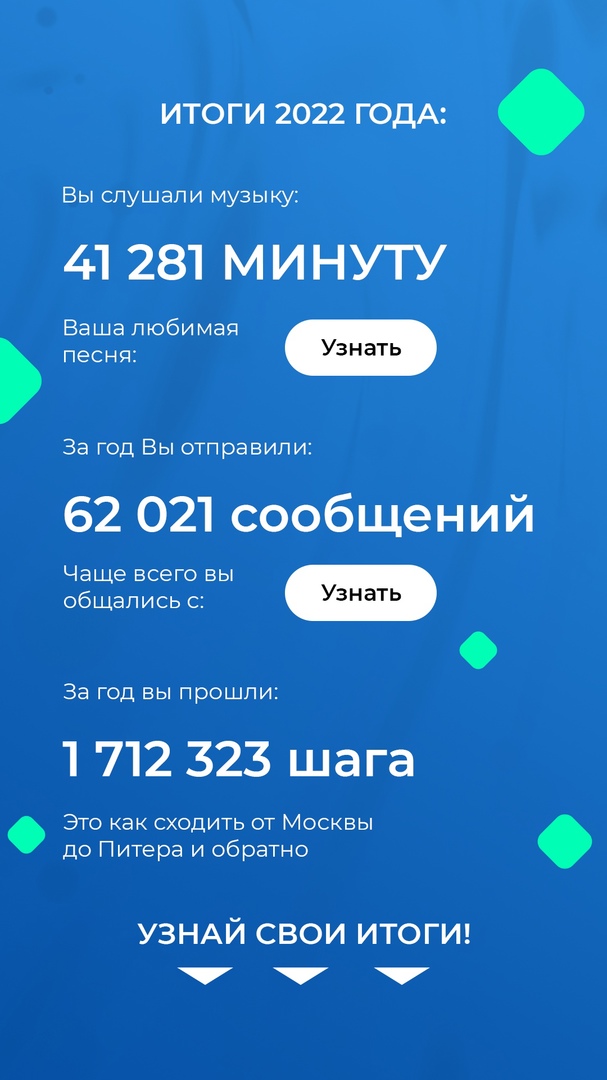 ИТОГИ 2022 ГОДА:
Вы слушали музыку:
41 281 МИНУТУ
Ваша любимая
песня:
Узнать
За год Вы отправили:
62 021 сообщений
Чаще всего вы
общались с:
Узнать
За год вы прошли:
1 712 323 шага
Это как сходить от Москвы
до Питера и обратно
УЗНАЙ СВОИ ИТОГИ!